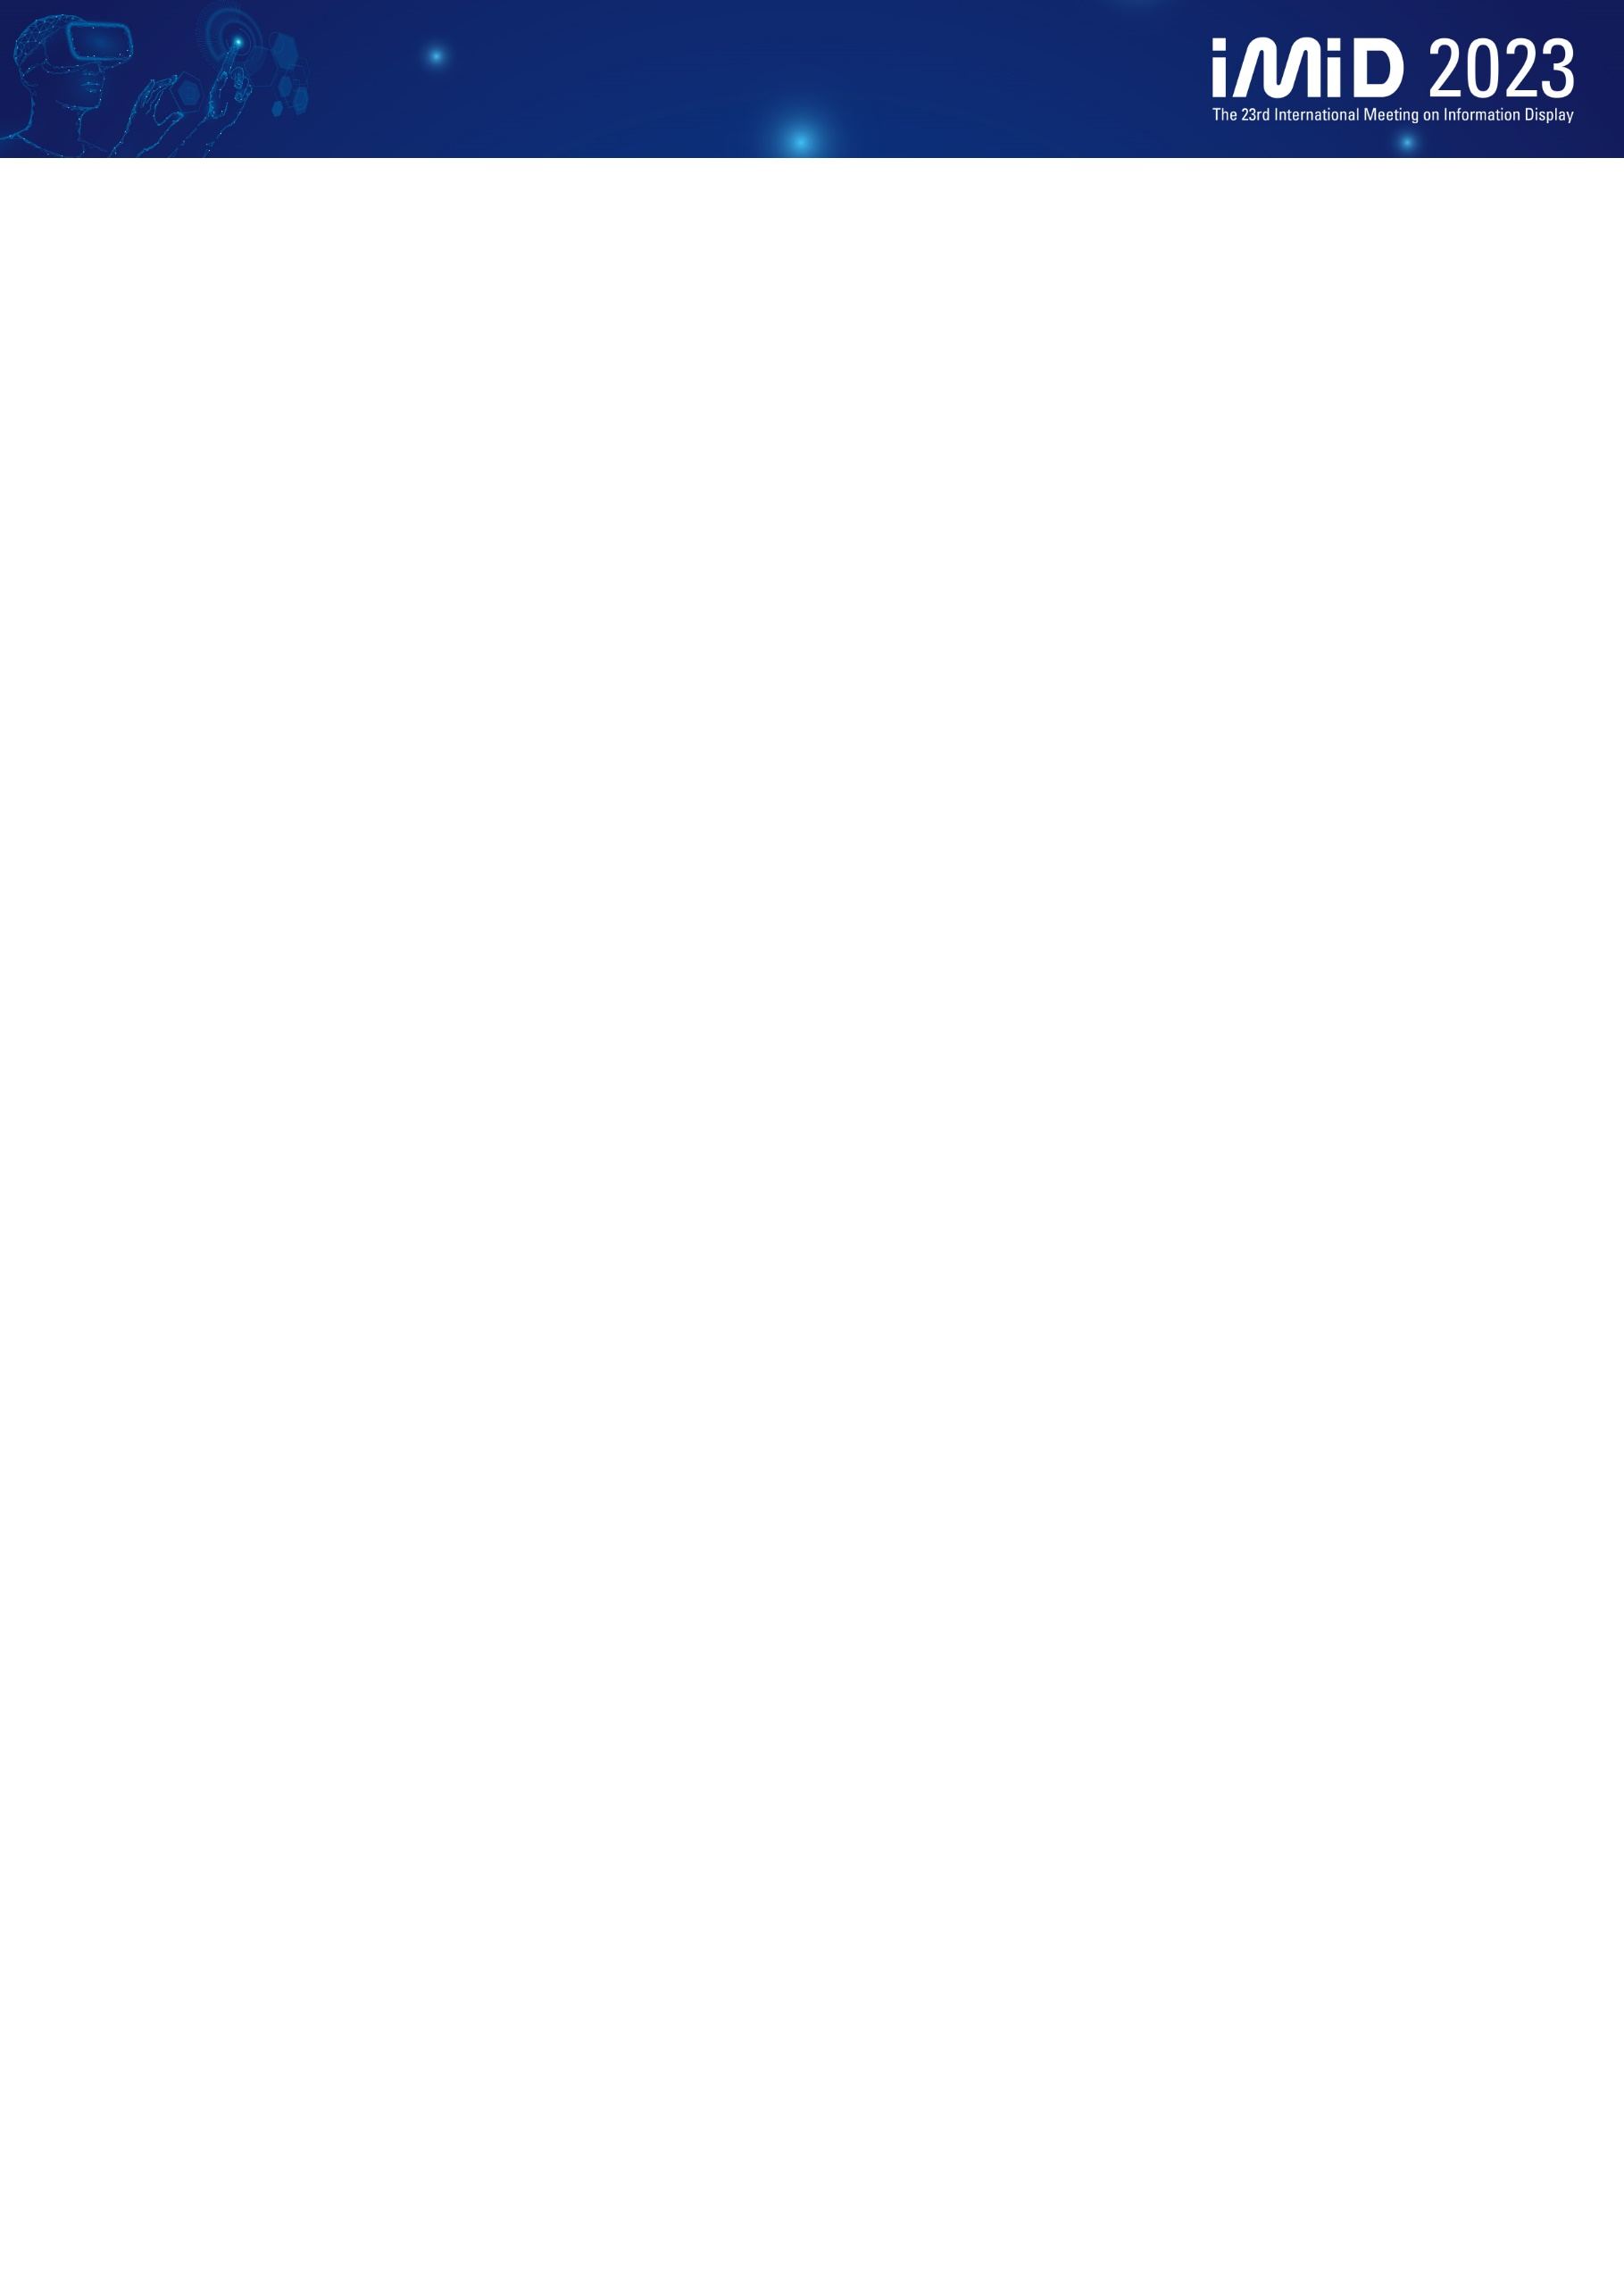 iMiD 2023
The 23rd International Meeting on Information Display